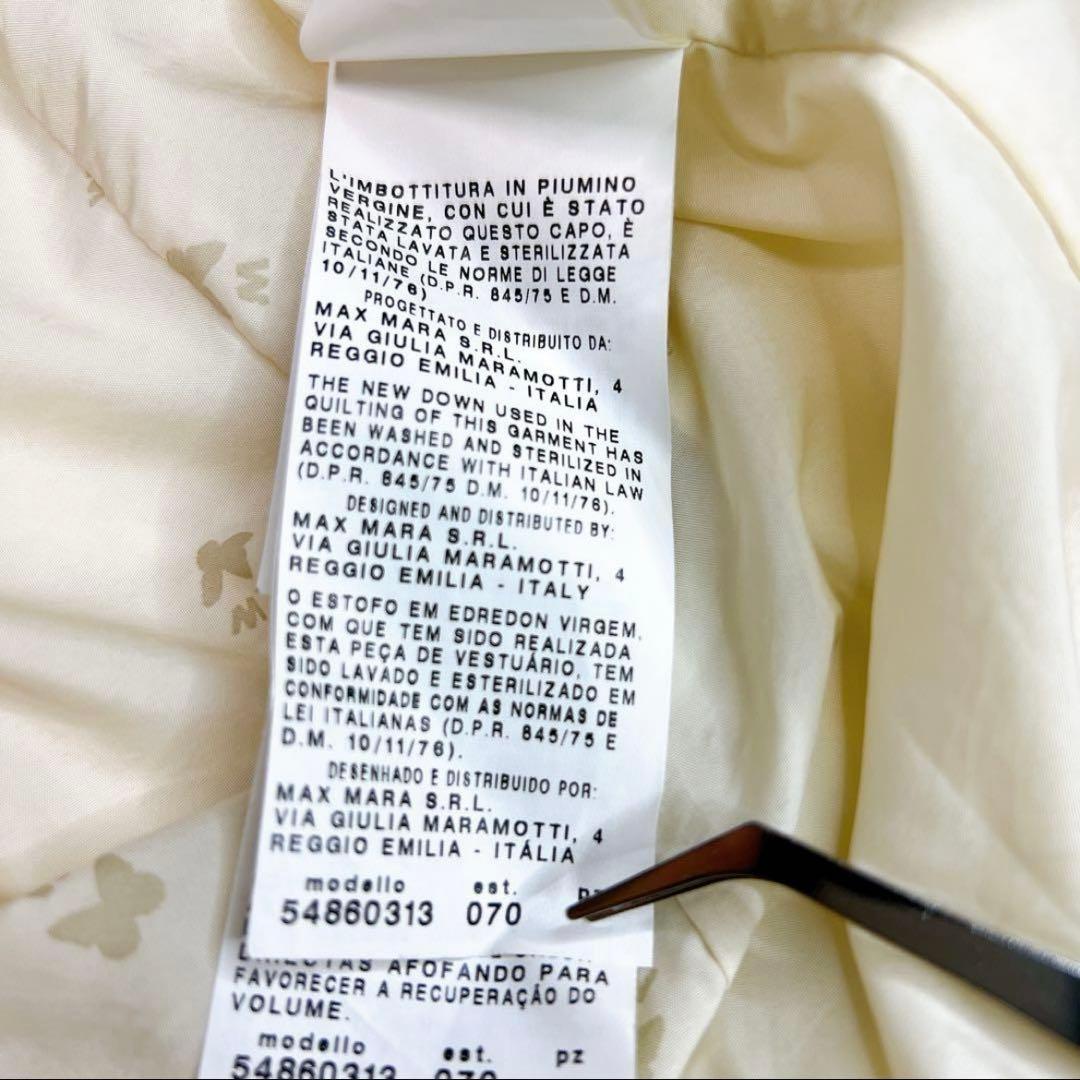 L'IMBOTTITURA IN PIUMINO
VERGINE, CON CUI È STATO
REALIZZATO QUESTO CAPO, È
STATA LAVATA E STERILIZZATA
SECONDO LE NORME DI LEGGE
ITALIANE (D.P.R. 845/75 E D.M.
10/11/76)
PROGETTATO E DISTRIBUITO DA:
MAX MARA S.R.L.
VIA GIULIA MARAMOTTI, 4
REGGIO EMILIA - ITALIA
THE NEW DOWN USED IN THE
QUILTING OF THIS GARMENT HAS
BEEN WASHED AND STERILIZED IN
ACCORDANCE WITH ITALIAN LAW
(D.P.R. 845/75 D.M. 10/11/76).
DESIGNED AND DISTRIBUTED BY:
MAX MARA S.R.L.
VIA GIULIA MARAMOTTI, 4
REGGIO EMILIA - ITALY
O ESTOFO EM EDREDON VIRGEM,
COM QUE TEM SIDO REALIZADA
ESTA PEÇA DE VESTUÁRIO, TEM
SIDO LAVADO E ESTERILIZADO EM
CONFORMIDADE COM AS NORMAS DE
LEI ITALIANAS (D.P.R. 845/75 E
D.M. 10/11/76).
DESENHADO E DISTRIBUIDO POR:
MAX MARA S.R.L.
VIA GIULIA MARAMOTTI, 4
REGGIO EMILIA - ITÁLIA
modello est. pz
54860313 070
AFOFANDO PARA
FAVORECER A RECUPERAÇÃO DO
VOLUME.
modello est. pz
54860313 070